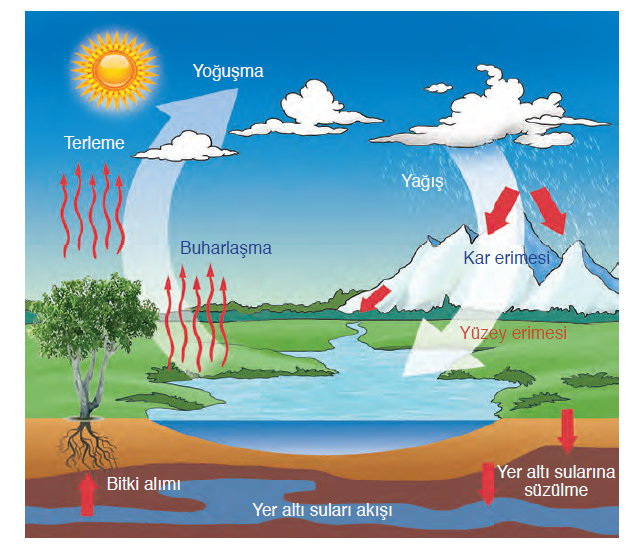 Yoğuşma
Terleme
Yağış
Buharlaşma
Kar erimesi
Yüzey erimesi
Yer altı sularına
süzülme
Bitki alımı
Yer altı suları akışı